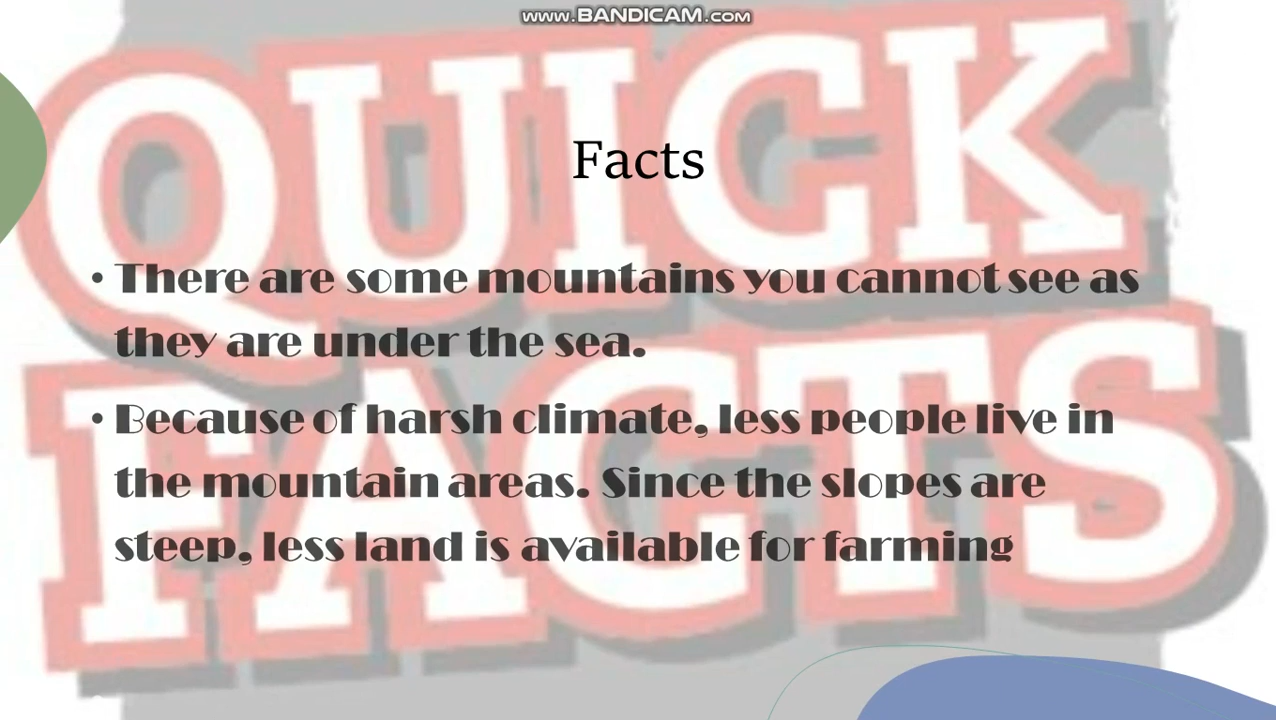 www.BANDICAM.com
QUICK
FACTS
Facts
• There are some mountains you cannot see as
they are under the sea.
• Because of harsh climate, less people live in
the mountain areas. Since the slopes are
steep, less land is available for farming